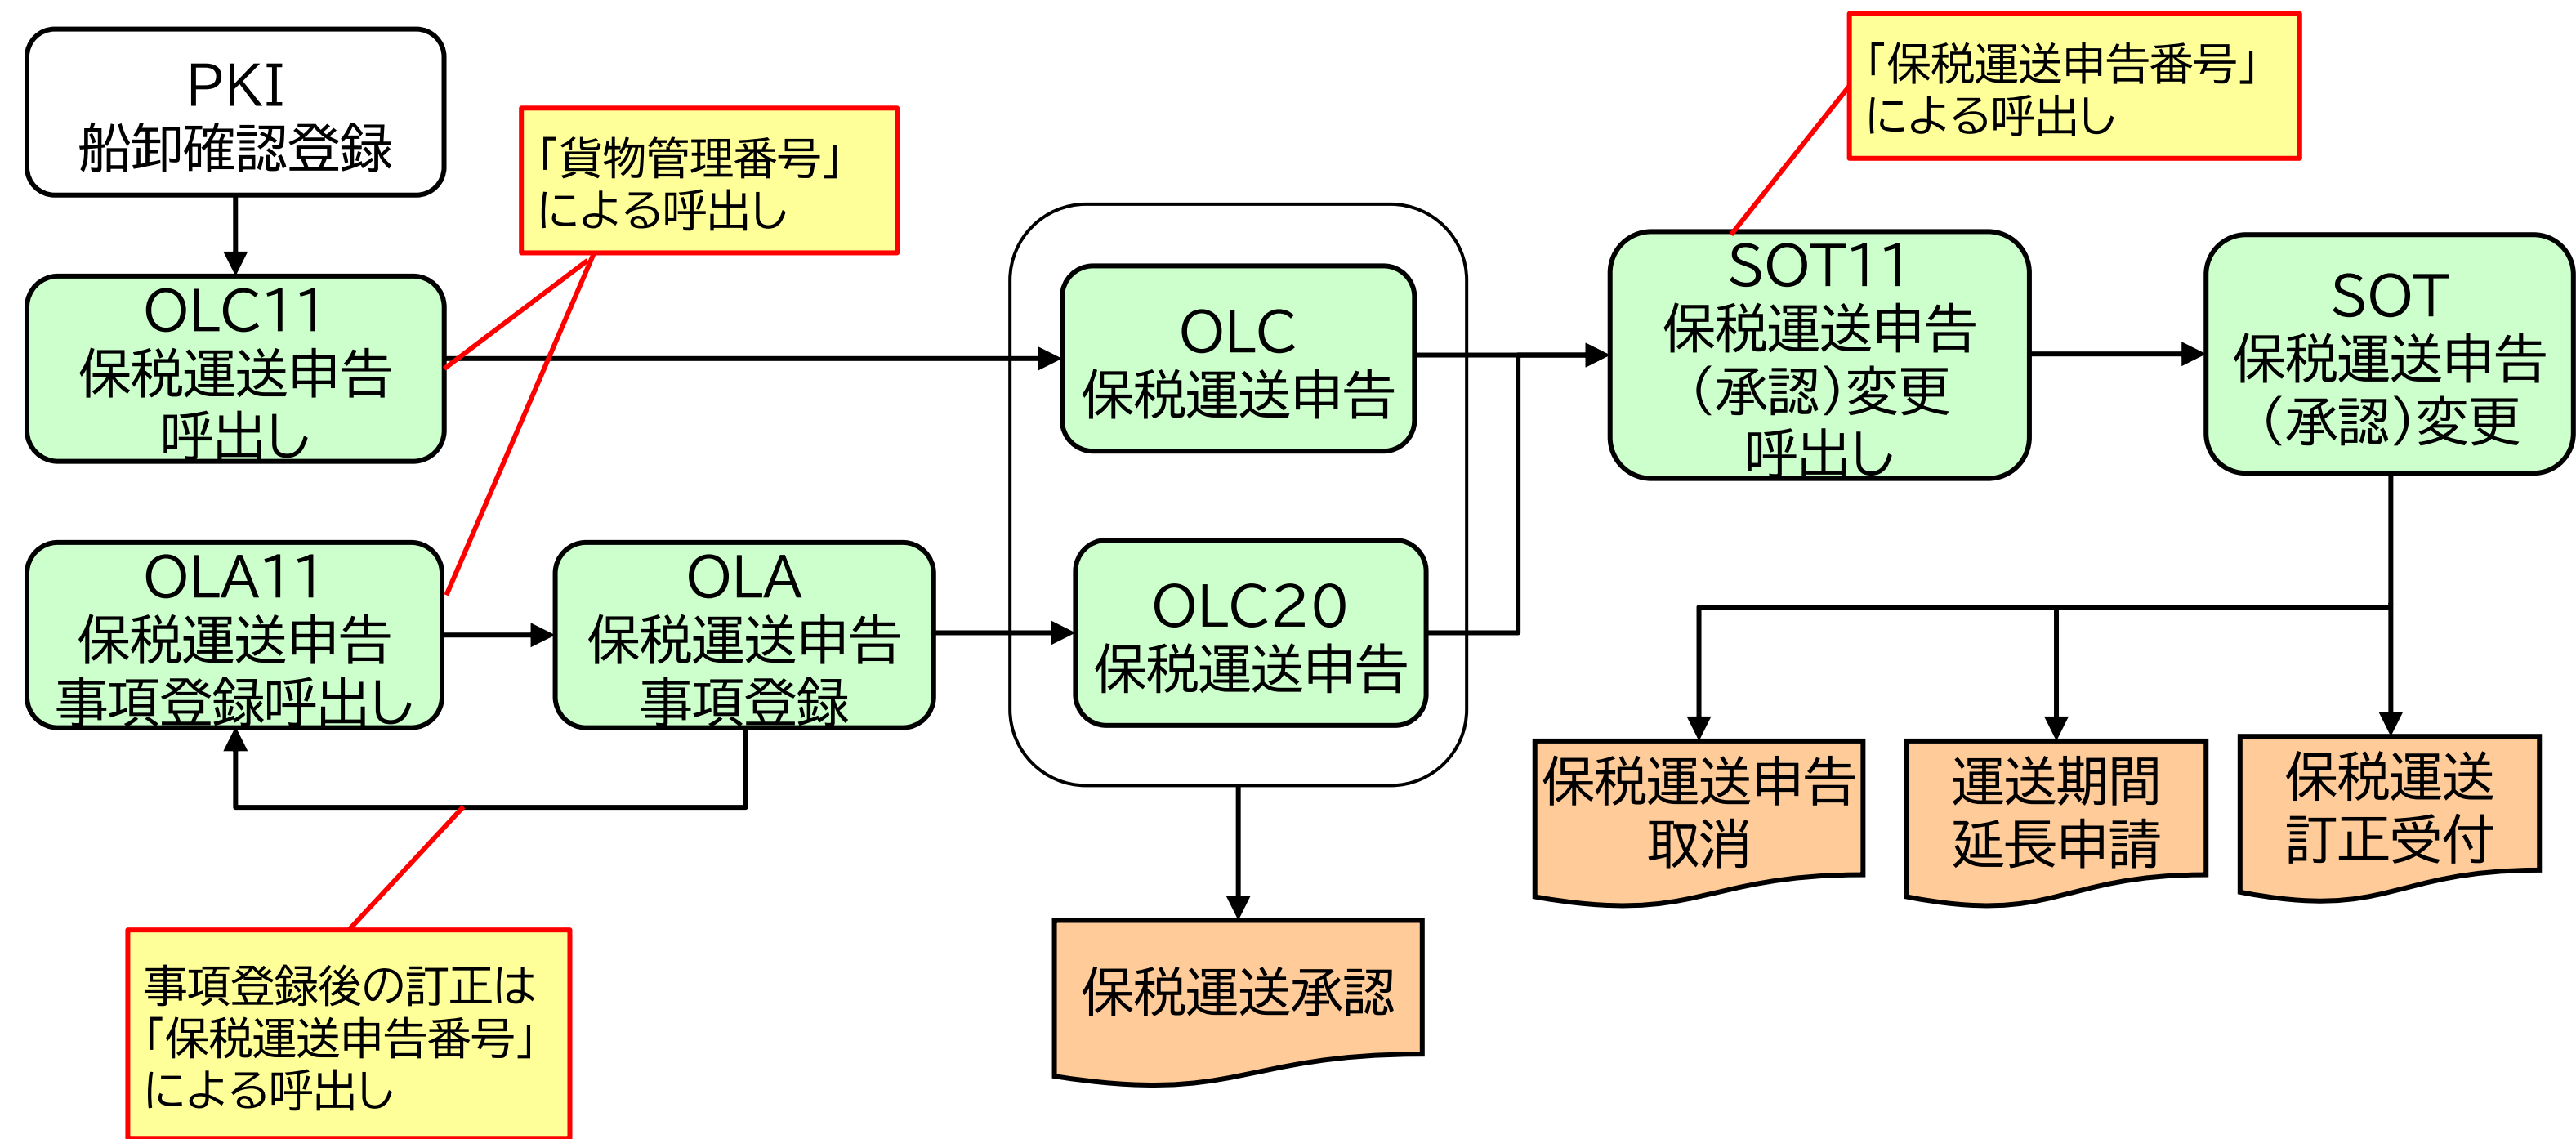 PKI
船卸確認登録
「貨物管理番号」
による呼出し
「保税運送申告番号」
による呼出し
OLC11
保税運送申告
呼出し
OLC
保税運送申告
SOT11
保税運送申告
(承認)変更
呼出し
SOT
保税運送申告
(承認)変更
OLA11
保税運送申告
事項登録呼出し
OLA
保税運送申告
事項登録
OLC20
保税運送申告
保税運送申告
取消
運送期間
延長申請
保税運送
訂正受付
事項登録後の訂正は
「保税運送申告番号」
による呼出し
保税運送承認